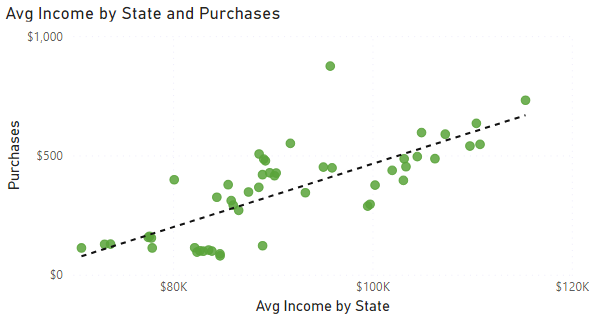 Avg Income by State and Purchases
$1,000
Purchases
$500
$0
$80K
$100K
$120K
Avg Income by State